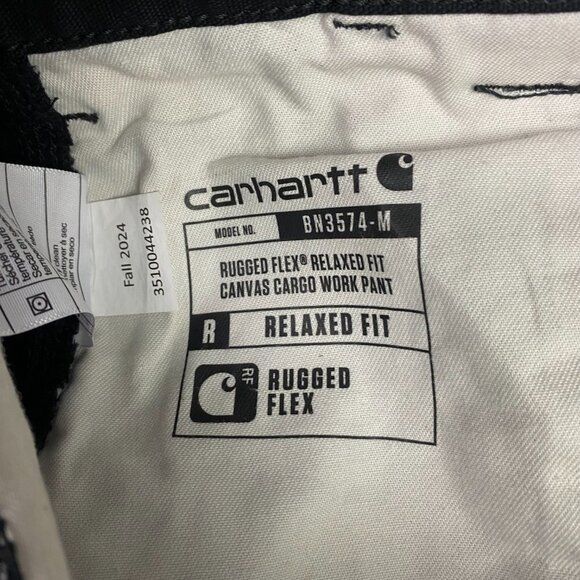 carhartt
MODEL NO. BN3574-M
RUGGED FLEX® RELAXED FIT
CANVAS CARGO WORK PANT
R RELAXED FIT
RF RUGGED
FLEX
Fall 2024
3510044238